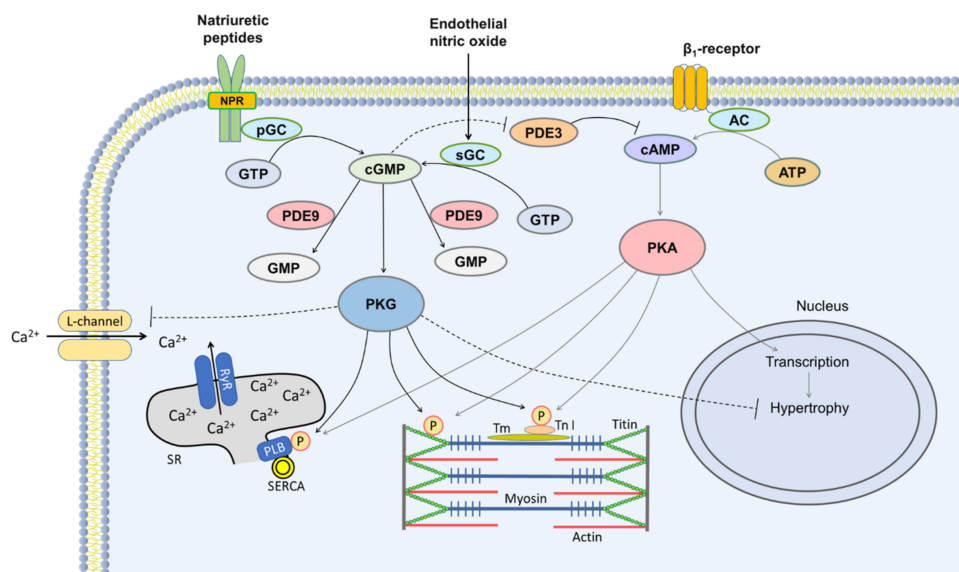 Natriuretic
peptides
Endothelial
nitric oxide
β₁-receptor
NPR
pGC
GTP
cGMP
sGC
PDE3
cAMP
AC
ATP
PDE9
PDE9
GTP
GMP
GMP
PKG
PKA
L-channel
Ca²⁺
Ca²⁺
RyR
Ca²⁺
Ca²⁺
Ca²⁺
Ca²⁺
Ca²⁺
SR
PLB
P
SERCA
P
P
Tm
Tn I
Titin
Myosin
Actin
Nucleus
Transcription
Hypertrophy